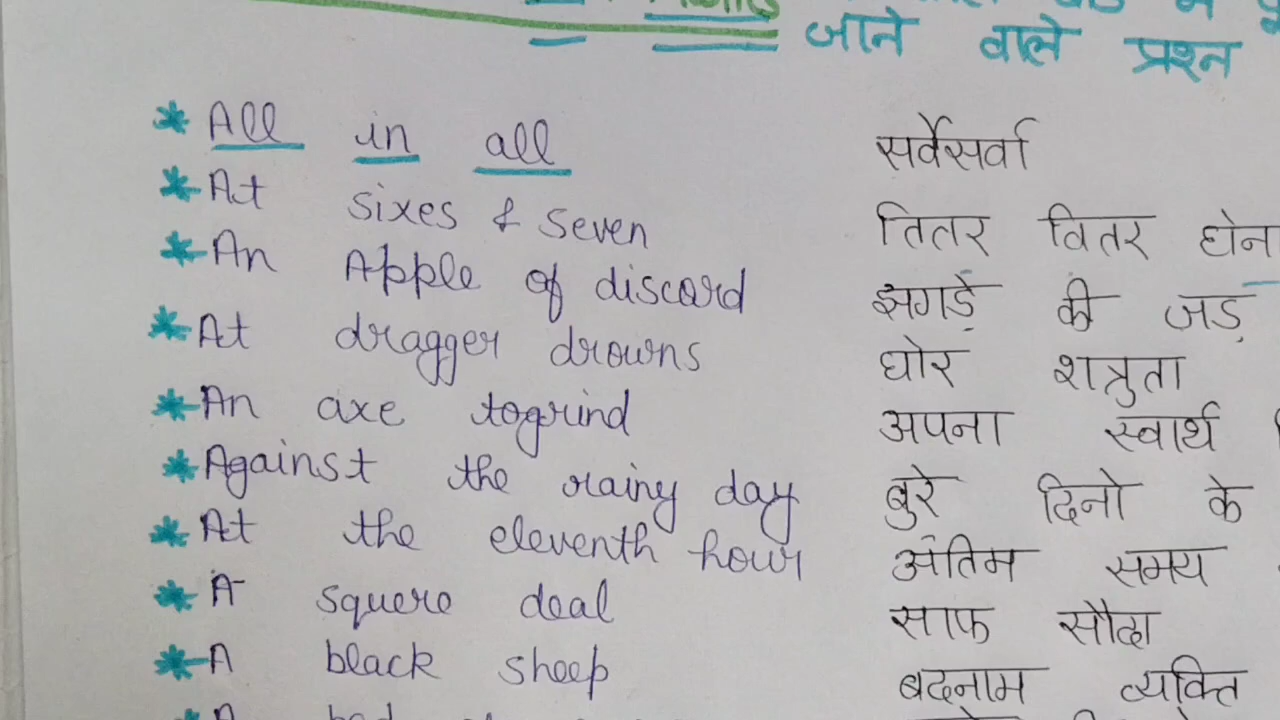 जाने वाले प्रश्न
* All in all सर्वेसर्वा
* At sixes & seven तितर वितर होन
* An Apple of discord झगड़े की जड़
* At dragger drowns घोर शत्रुता
* An axe togrind अपना स्वार्थ
* Against the rainy day बुरे दिनो के
* At the eleventh hour अंतिम समय
* A squere deal साफ सौदा
* A black sheep बदनाम व्यक्ति